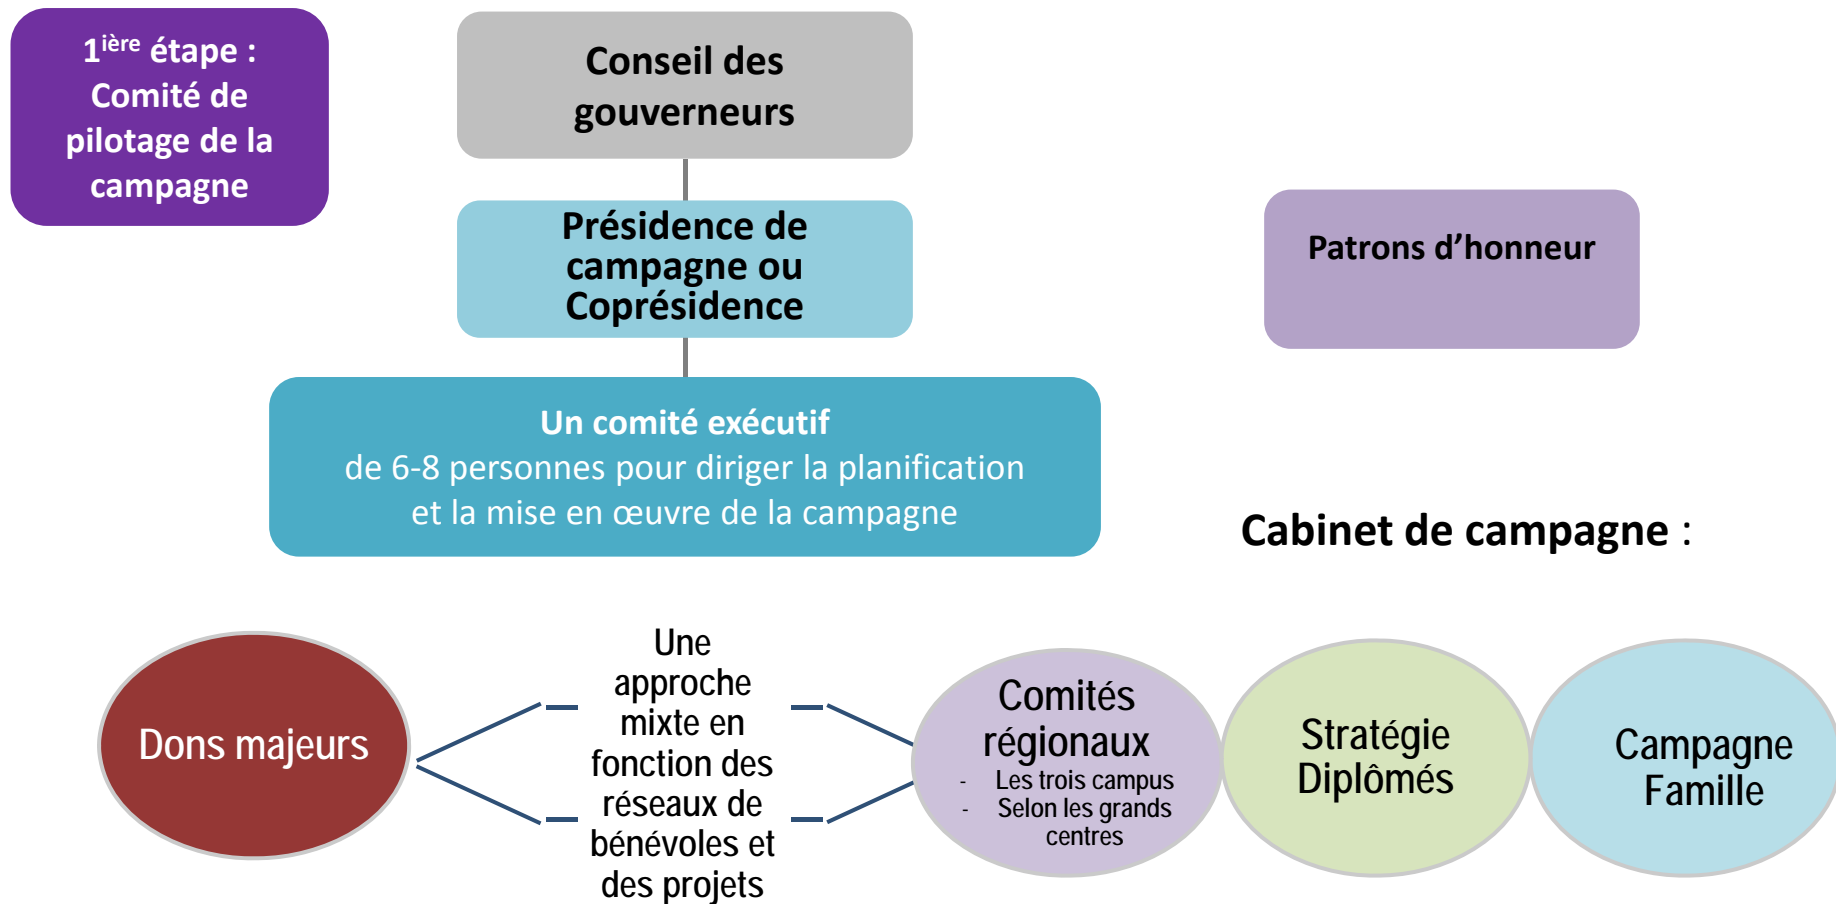 1ière étape :
Comité de
pilotage de la
campagne
Conseil des
gouverneurs
Présidence de
campagne ou
Coprésidence
Patrons d’honneur
Un comité exécutif
de 6-8 personnes pour diriger la planification
et la mise en œuvre de la campagne
Cabinet de campagne :
Dons majeurs
Une
approche
mixte en
fonction des
réseaux de
bénévoles et
des projets
Comités
régionaux
- Les trois campus
- Selon les grands
centres
Stratégie
Diplômés
Campagne
Famille